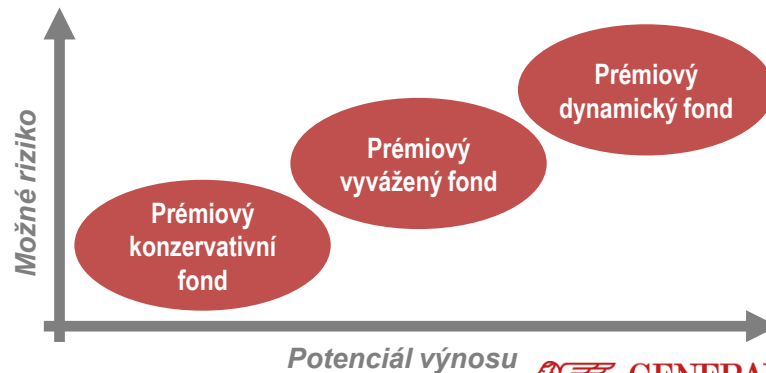 Prémiový
dynamický fond
Prémiový
vyvážený fond
Prémiový
konzervativní
fond
Možné riziko
Potenciál výnosu